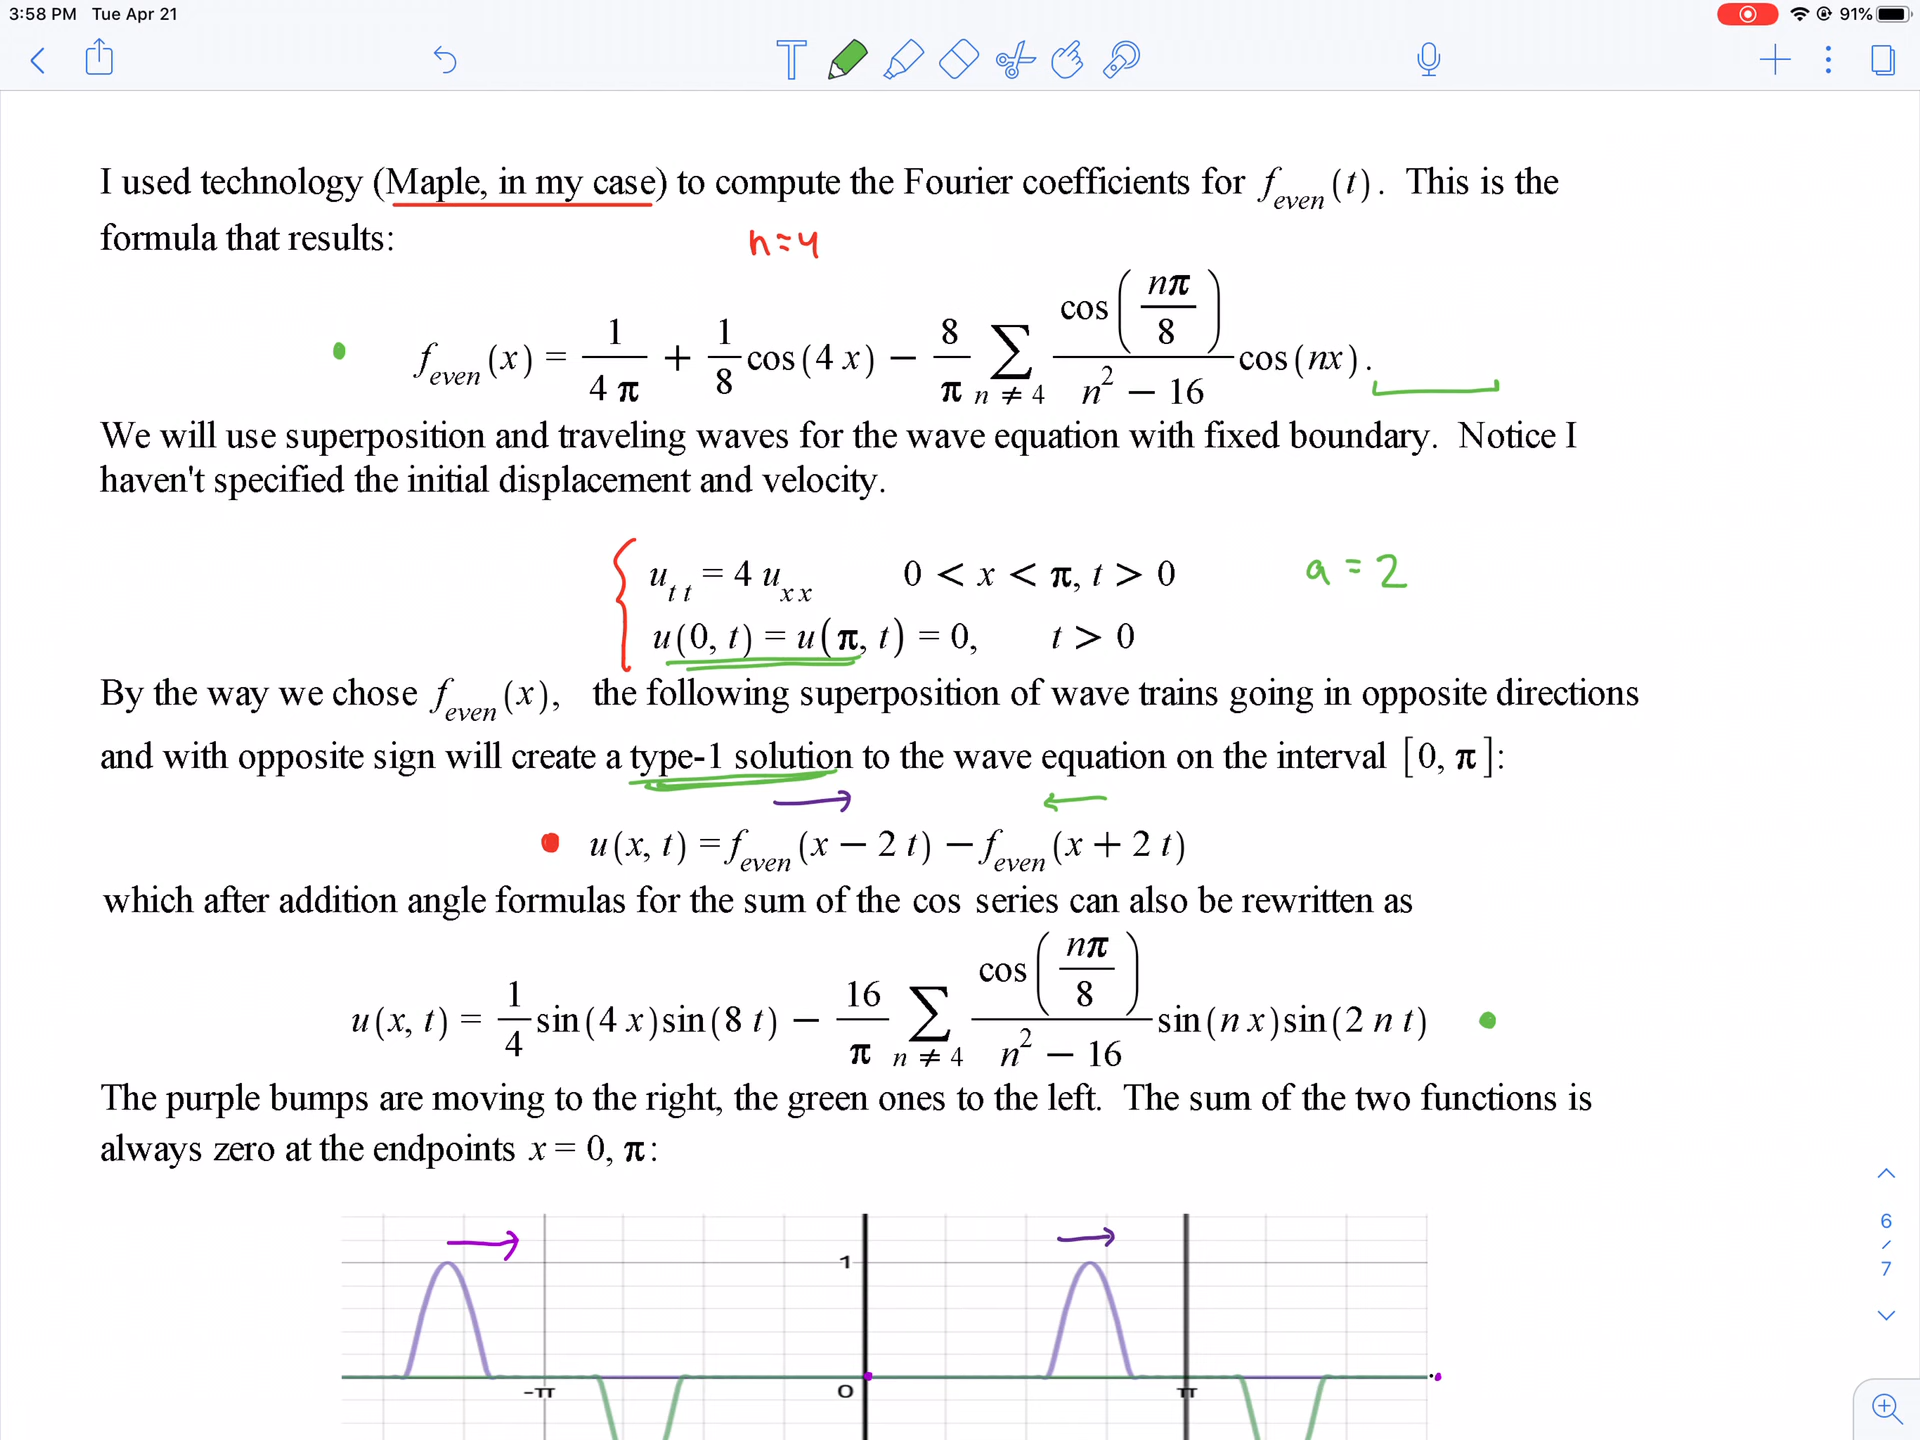 3:58 PM Tue Apr 21 91%
I used technology (Maple, in my case) to compute the Fourier coefficients for f_even(t). This is the
formula that results:
n=4
f_even(x) = 1/(4π) + 1/8 cos(4x) − 8/π ∑_{n ≠ 4} cos(nπ/8)/(n² − 16) cos(nx).
We will use superposition and traveling waves for the wave equation with fixed boundary. Notice I
haven't specified the initial displacement and velocity.
u_tt = 4 u_xx 0 < x < π, t > 0 a = 2
u(0, t) = u(π, t) = 0, t > 0
By the way we chose f_even(x), the following superposition of wave trains going in opposite directions
and with opposite sign will create a type-1 solution to the wave equation on the interval [0, π]:
u(x, t) = f_even(x − 2 t) − f_even(x + 2 t)
which after addition angle formulas for the sum of the cos series can also be rewritten as
u(x, t) = 1/4 sin(4 x)sin(8 t) − 16/π ∑_{n ≠ 4} cos(nπ/8)/(n² − 16) sin(n x)sin(2 n t)
The purple bumps are moving to the right, the green ones to the left. The sum of the two functions is
always zero at the endpoints x = 0, π:
6
/
7
1
-π 0 π